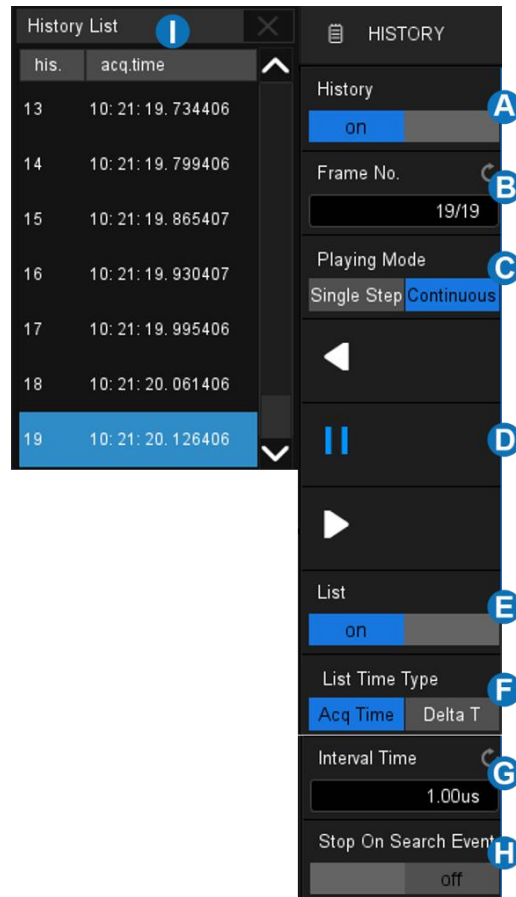 History List I
his. acq.time
13 10: 21: 19. 734406
14 10: 21: 19. 799406
15 10: 21: 19. 865407
16 10: 21: 19. 930407
17 10: 21: 19. 995406
18 10: 21: 20. 061406
19 10: 21: 20. 126406
HISTORY
History
A
on
Frame No.
B
19/19
Playing Mode
C
Single Step Continuous
D
List
E
on
List Time Type
F
Acq Time Delta T
Interval Time
G
1.00us
Stop On Search Event
H
off